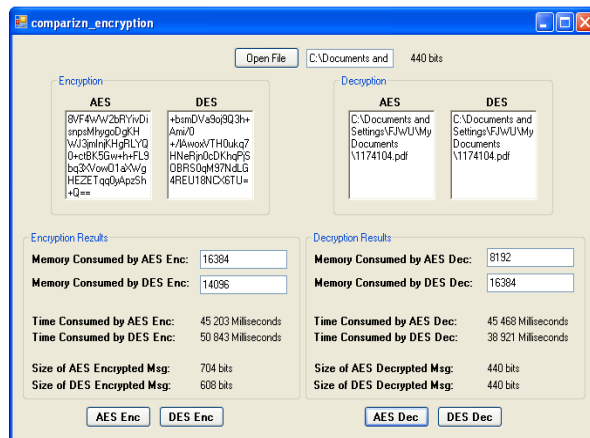 comparizn_encryption
Open File C:\Documents and 440 bits
Encryption
AES DES
8VF4WW2bRYivDi
snpsMhygoDgKH
WJ3jmInjKHgRLYQ
0+ctBK5Gw+h+FL9
bq3XVowO1aXWg
HEZETqq0yApzSh
+Q==
+bsmDVa9oj9Q3h+
Ami/0
+/IAwoxVTH0ukq7
HNeRjn0cDKhqPjS
OBRS0qM97NdLG
4REU18NCX6TU=
Decryption
AES DES
C:\Documents and
Settings\FJWU\My
Documents
\1174104.pdf
C:\Documents and
Settings\FJWU\My
Documents
\1174104.pdf
Encryption Rezults
Memory Consumed by AES Enc: 16384
Memory Consumed by DES Enc: 14096
Time Consumed by AES Enc: 45 203 Milliseconds
Time Consumed by DES Enc: 50 843 Milliseconds
Size of AES Encrypted Msg: 704 bits
Size of DES Encrypted Msg: 608 bits
AES Enc DES Enc
Decryption Results
Memory Consumed by AES Dec: 8192
Memory Consumed by DES Dec: 16384
Time Consumed by AES Dec: 45 468 Milliseconds
Time Consumed by DES Dec: 38 921 Milliseconds
Size of AES Decrypted Msg: 440 bits
Size of DES Decrypted Msg: 440 bits
AES Dec DES Dec